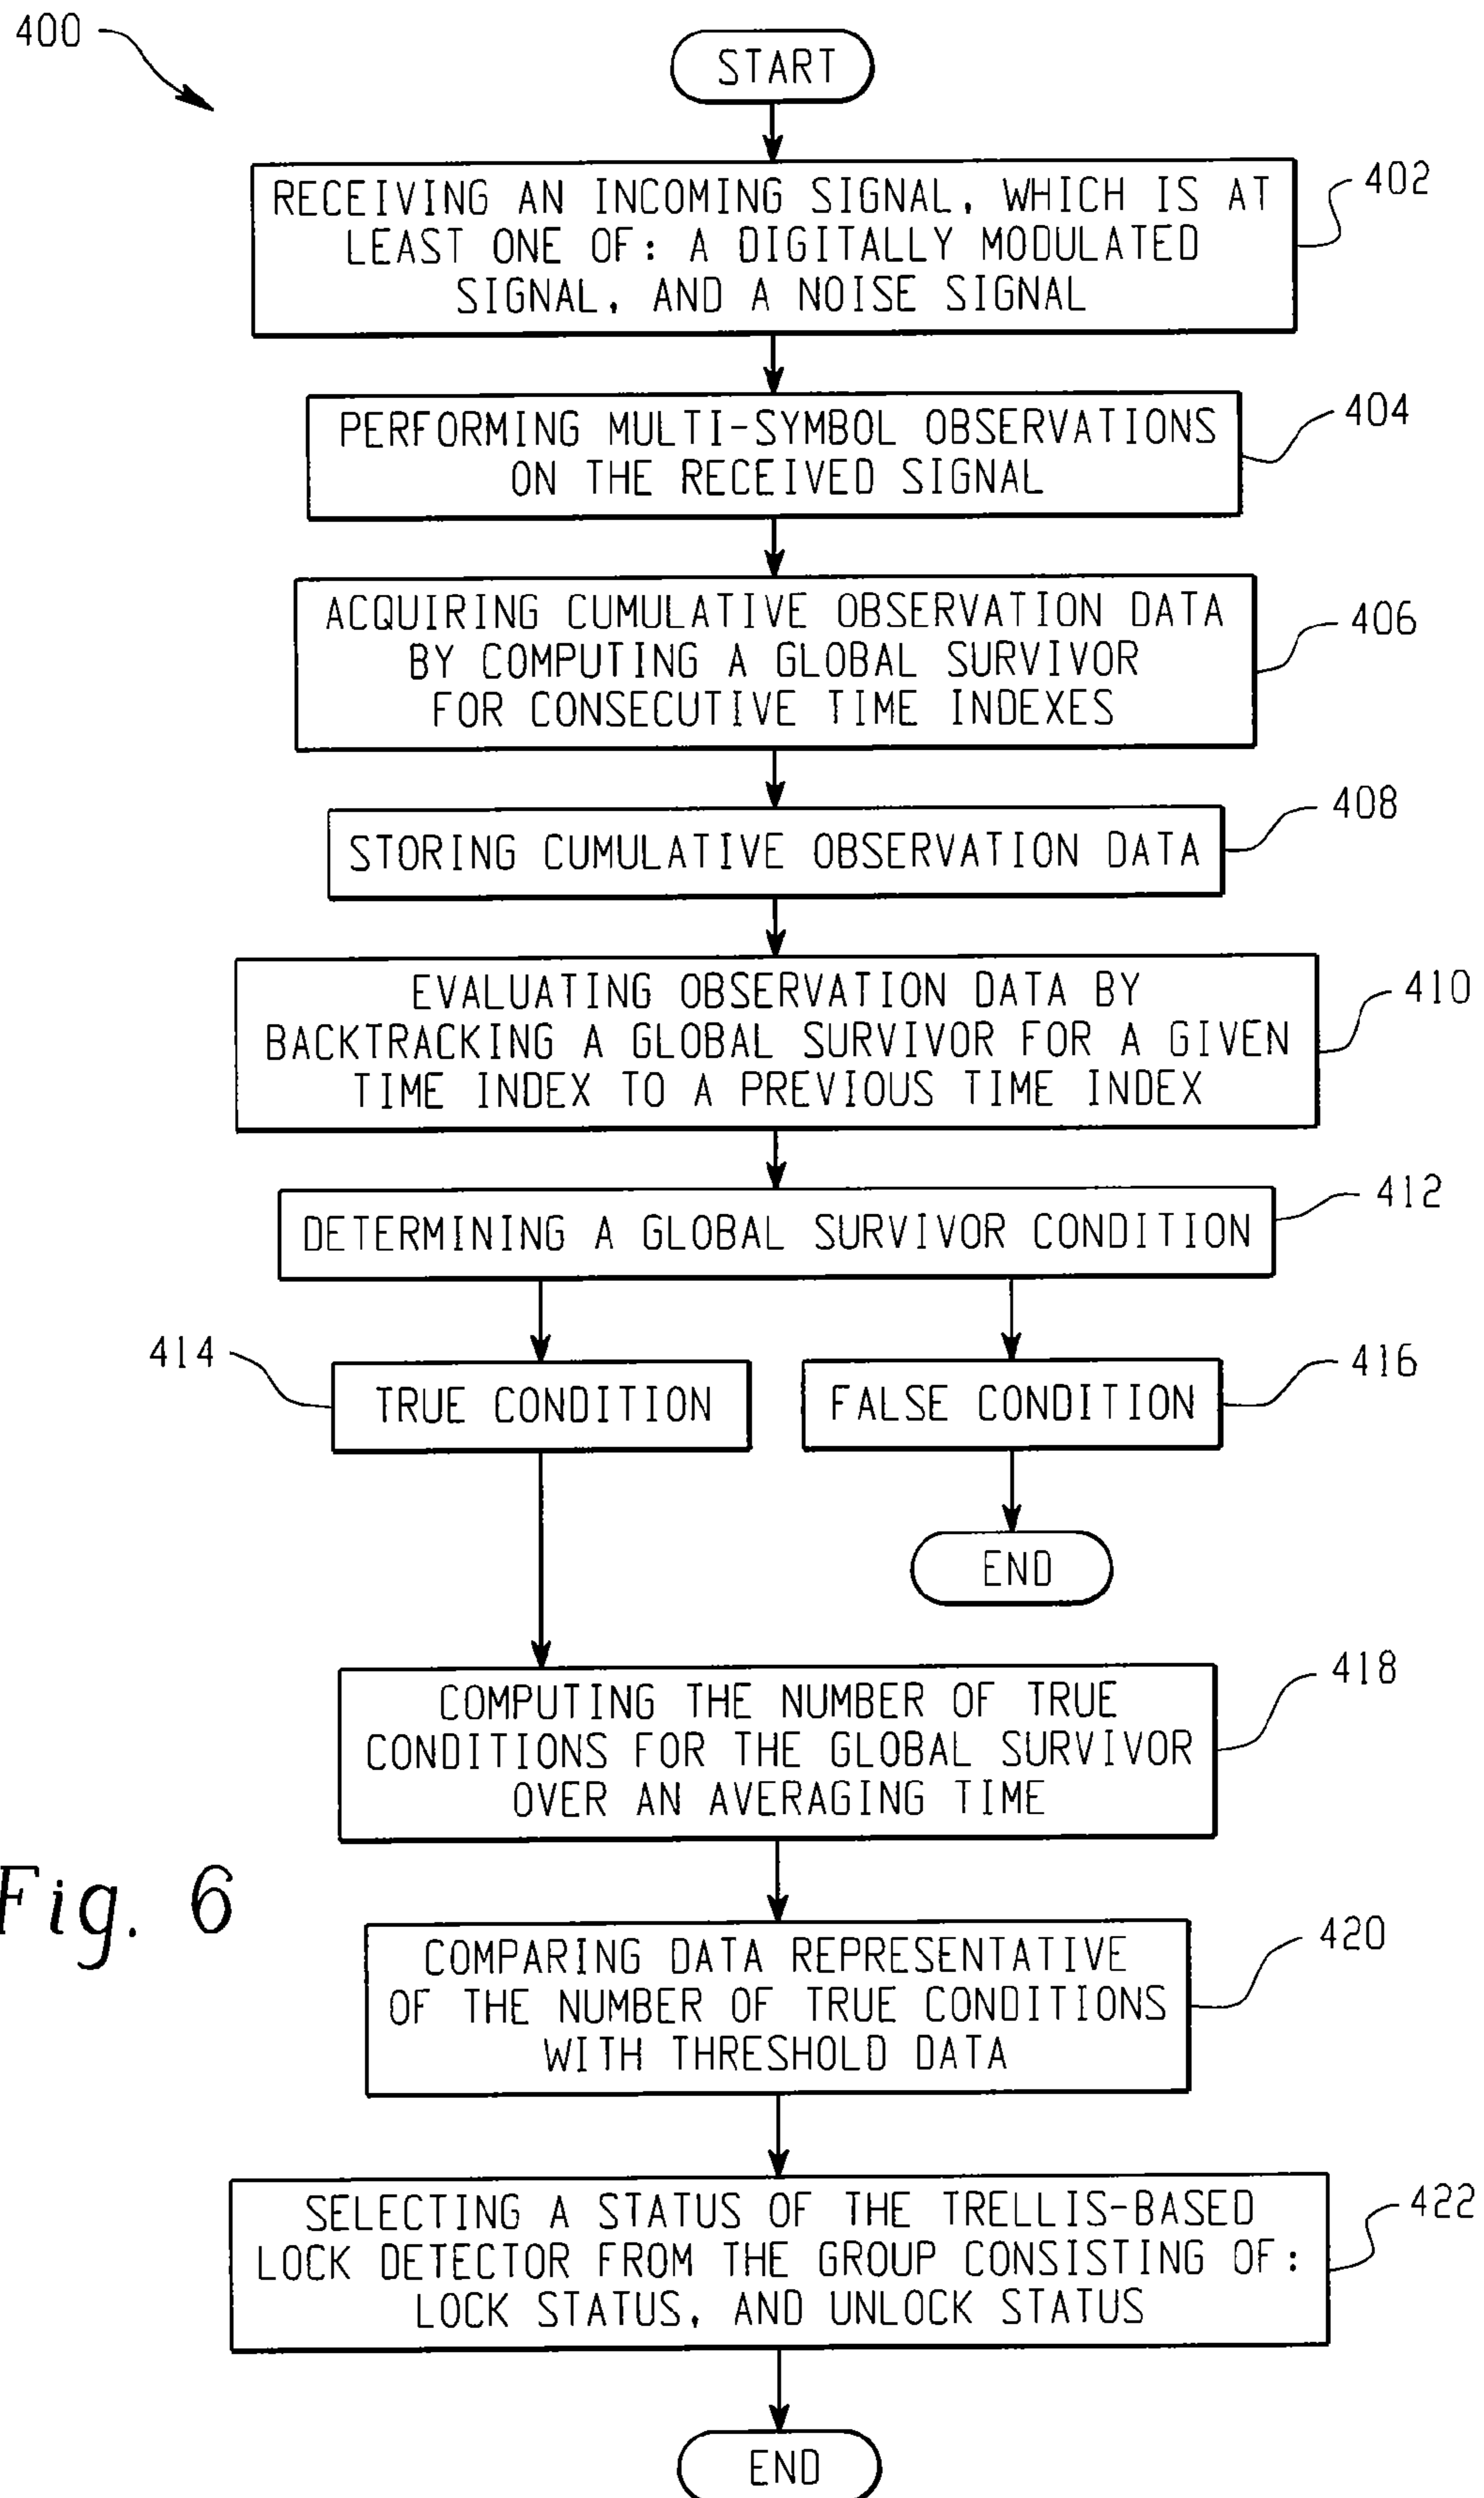 400
START
RECEIVING AN INCOMING SIGNAL, WHICH IS AT
LEAST ONE OF: A DIGITALLY MODULATED
SIGNAL, AND A NOISE SIGNAL
402
PERFORMING MULTI-SYMBOL OBSERVATIONS
ON THE RECEIVED SIGNAL
404
ACQUIRING CUMULATIVE OBSERVATION DATA
BY COMPUTING A GLOBAL SURVIVOR
FOR CONSECUTIVE TIME INDEXES
406
STORING CUMULATIVE OBSERVATION DATA
408
EVALUATING OBSERVATION DATA BY
BACKTRACKING A GLOBAL SURVIVOR FOR A GIVEN
TIME INDEX TO A PREVIOUS TIME INDEX
410
DETERMINING A GLOBAL SURVIVOR CONDITION
412
414
TRUE CONDITION
FALSE CONDITION
416
END
COMPUTING THE NUMBER OF TRUE
CONDITIONS FOR THE GLOBAL SURVIVOR
OVER AN AVERAGING TIME
418
Fig. 6
COMPARING DATA REPRESENTATIVE
OF THE NUMBER OF TRUE CONDITIONS
WITH THRESHOLD DATA
420
SELECTING A STATUS OF THE TRELLIS-BASED
LOCK DETECTOR FROM THE GROUP CONSISTING OF:
LOCK STATUS, AND UNLOCK STATUS
422
END